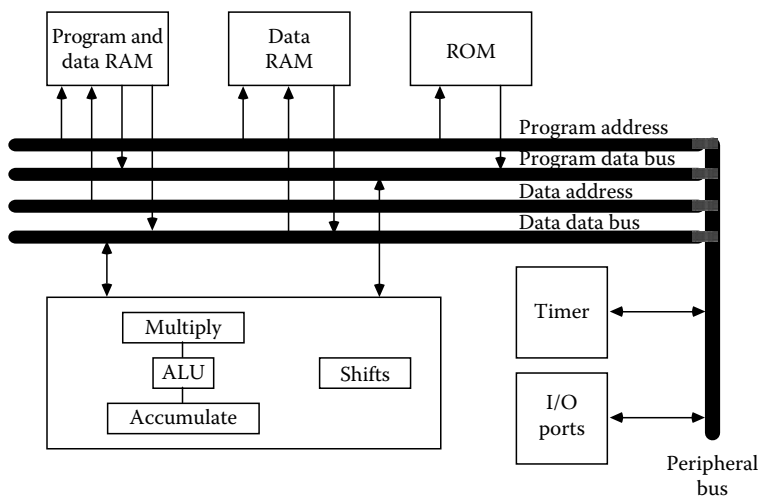 Program and
data RAM
Data
RAM
ROM
Program address
Program data bus
Data address
Data data bus
Multiply
ALU
Accumulate
Shifts
Timer
I/O
ports
Peripheral
bus